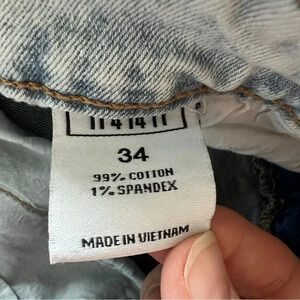 34
99% COTTON
1% SPANDEX
MADE IN VIETNAM